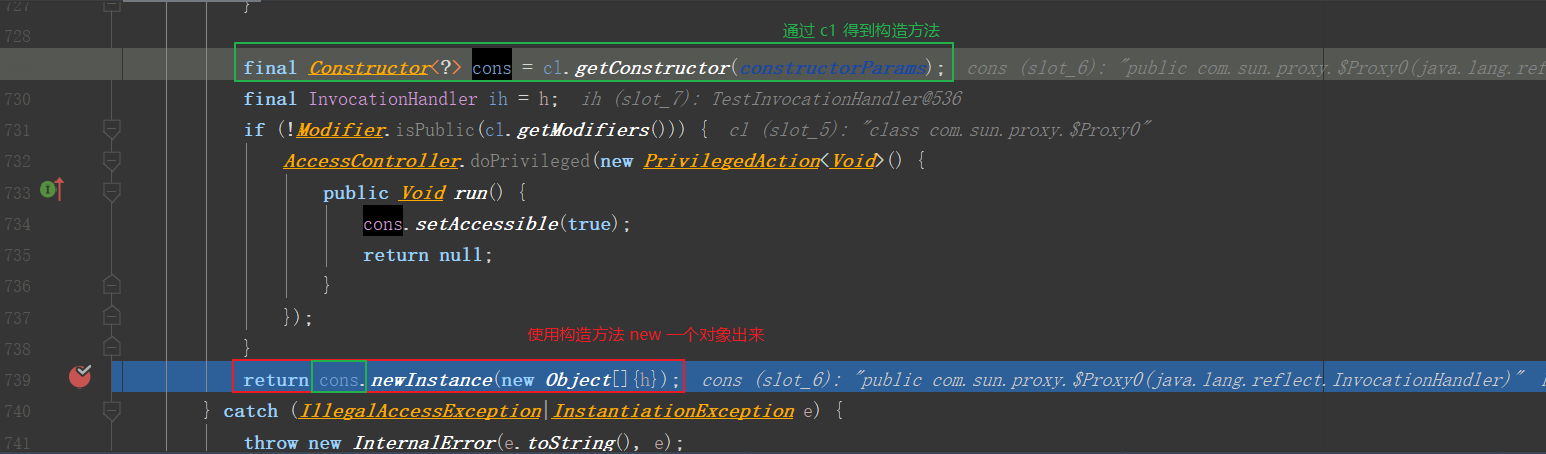 727 }
728
通过 c1 得到构造方法
final Constructor<?> cons = cl.getConstructor(constructorParams); cons (slot_6): "public com.sun.proxy.$Proxy0(java.lang.refl
730 final InvocationHandler ih = h; ih (slot_7): TestInvocationHandler@536
731 if (!Modifier.isPublic(cl.getModifiers())) { cl (slot_5): "class com.sun.proxy.$Proxy0"
732 AccessController.doPrivileged(new PrivilegedAction<Void>() {
733 public Void run() {
734 cons.setAccessible(true);
735 return null;
736 }
737 });
使用构造方法 new 一个对象出来
738 }
739 return cons.newInstance(new Object[]{h}); cons (slot_6): "public com.sun.proxy.$Proxy0(java.lang.reflect.InvocationHandler)"
740 } catch (IllegalAccessException|InstantiationException e) {
741 throw new InternalError(e.toString(), e);